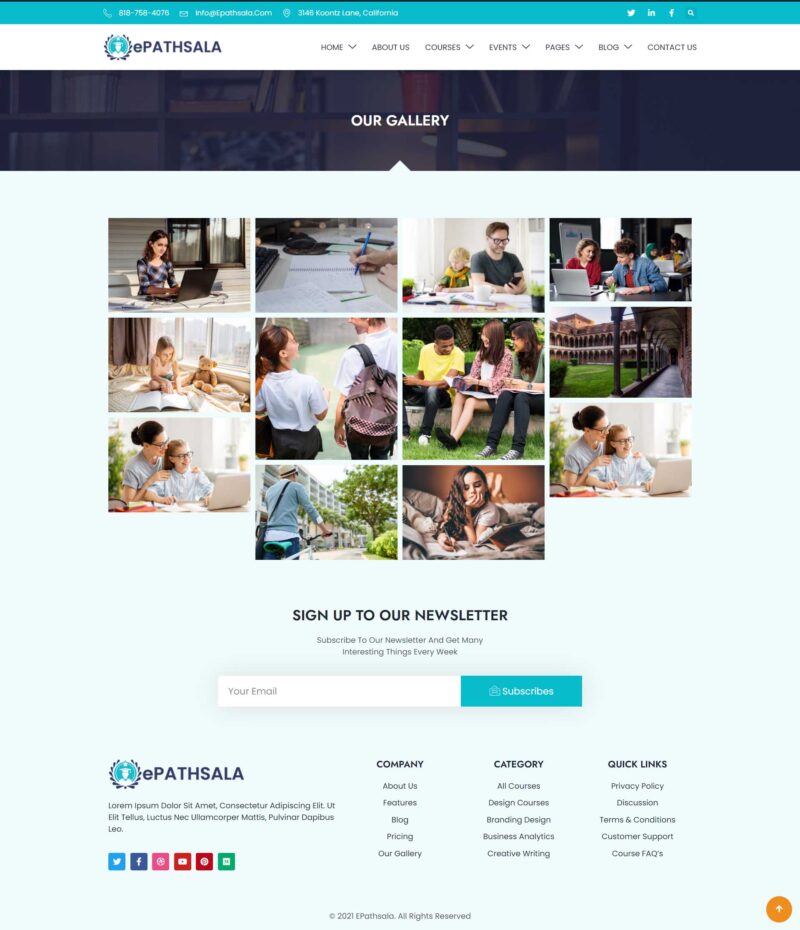 818-758-4076 Info@Epathsala.Com 3146 Koontz Lane, California
ePATHSALA
HOME ABOUT US COURSES EVENTS PAGES BLOG CONTACT US
OUR GALLERY
SIGN UP TO OUR NEWSLETTER
Subscribe To Our Newsletter And Get Many
Interesting Things Every Week
Your Email
Subscribes
ePATHSALA
Lorem Ipsum Dolor Sit Amet, Consectetur Adipiscing Elit. Ut
Elit Tellus, Luctus Nec Ullamcorper Mattis, Pulvinar Dapibus
Leo.
COMPANY
About Us
Features
Blog
Pricing
Our Gallery
CATEGORY
All Courses
Design Courses
Branding Design
Business Analytics
Creative Writing
QUICK LINKS
Privacy Policy
Discussion
Terms & Conditions
Customer Support
Course FAQ's
© 2021 EPathsala. All Rights Reserved